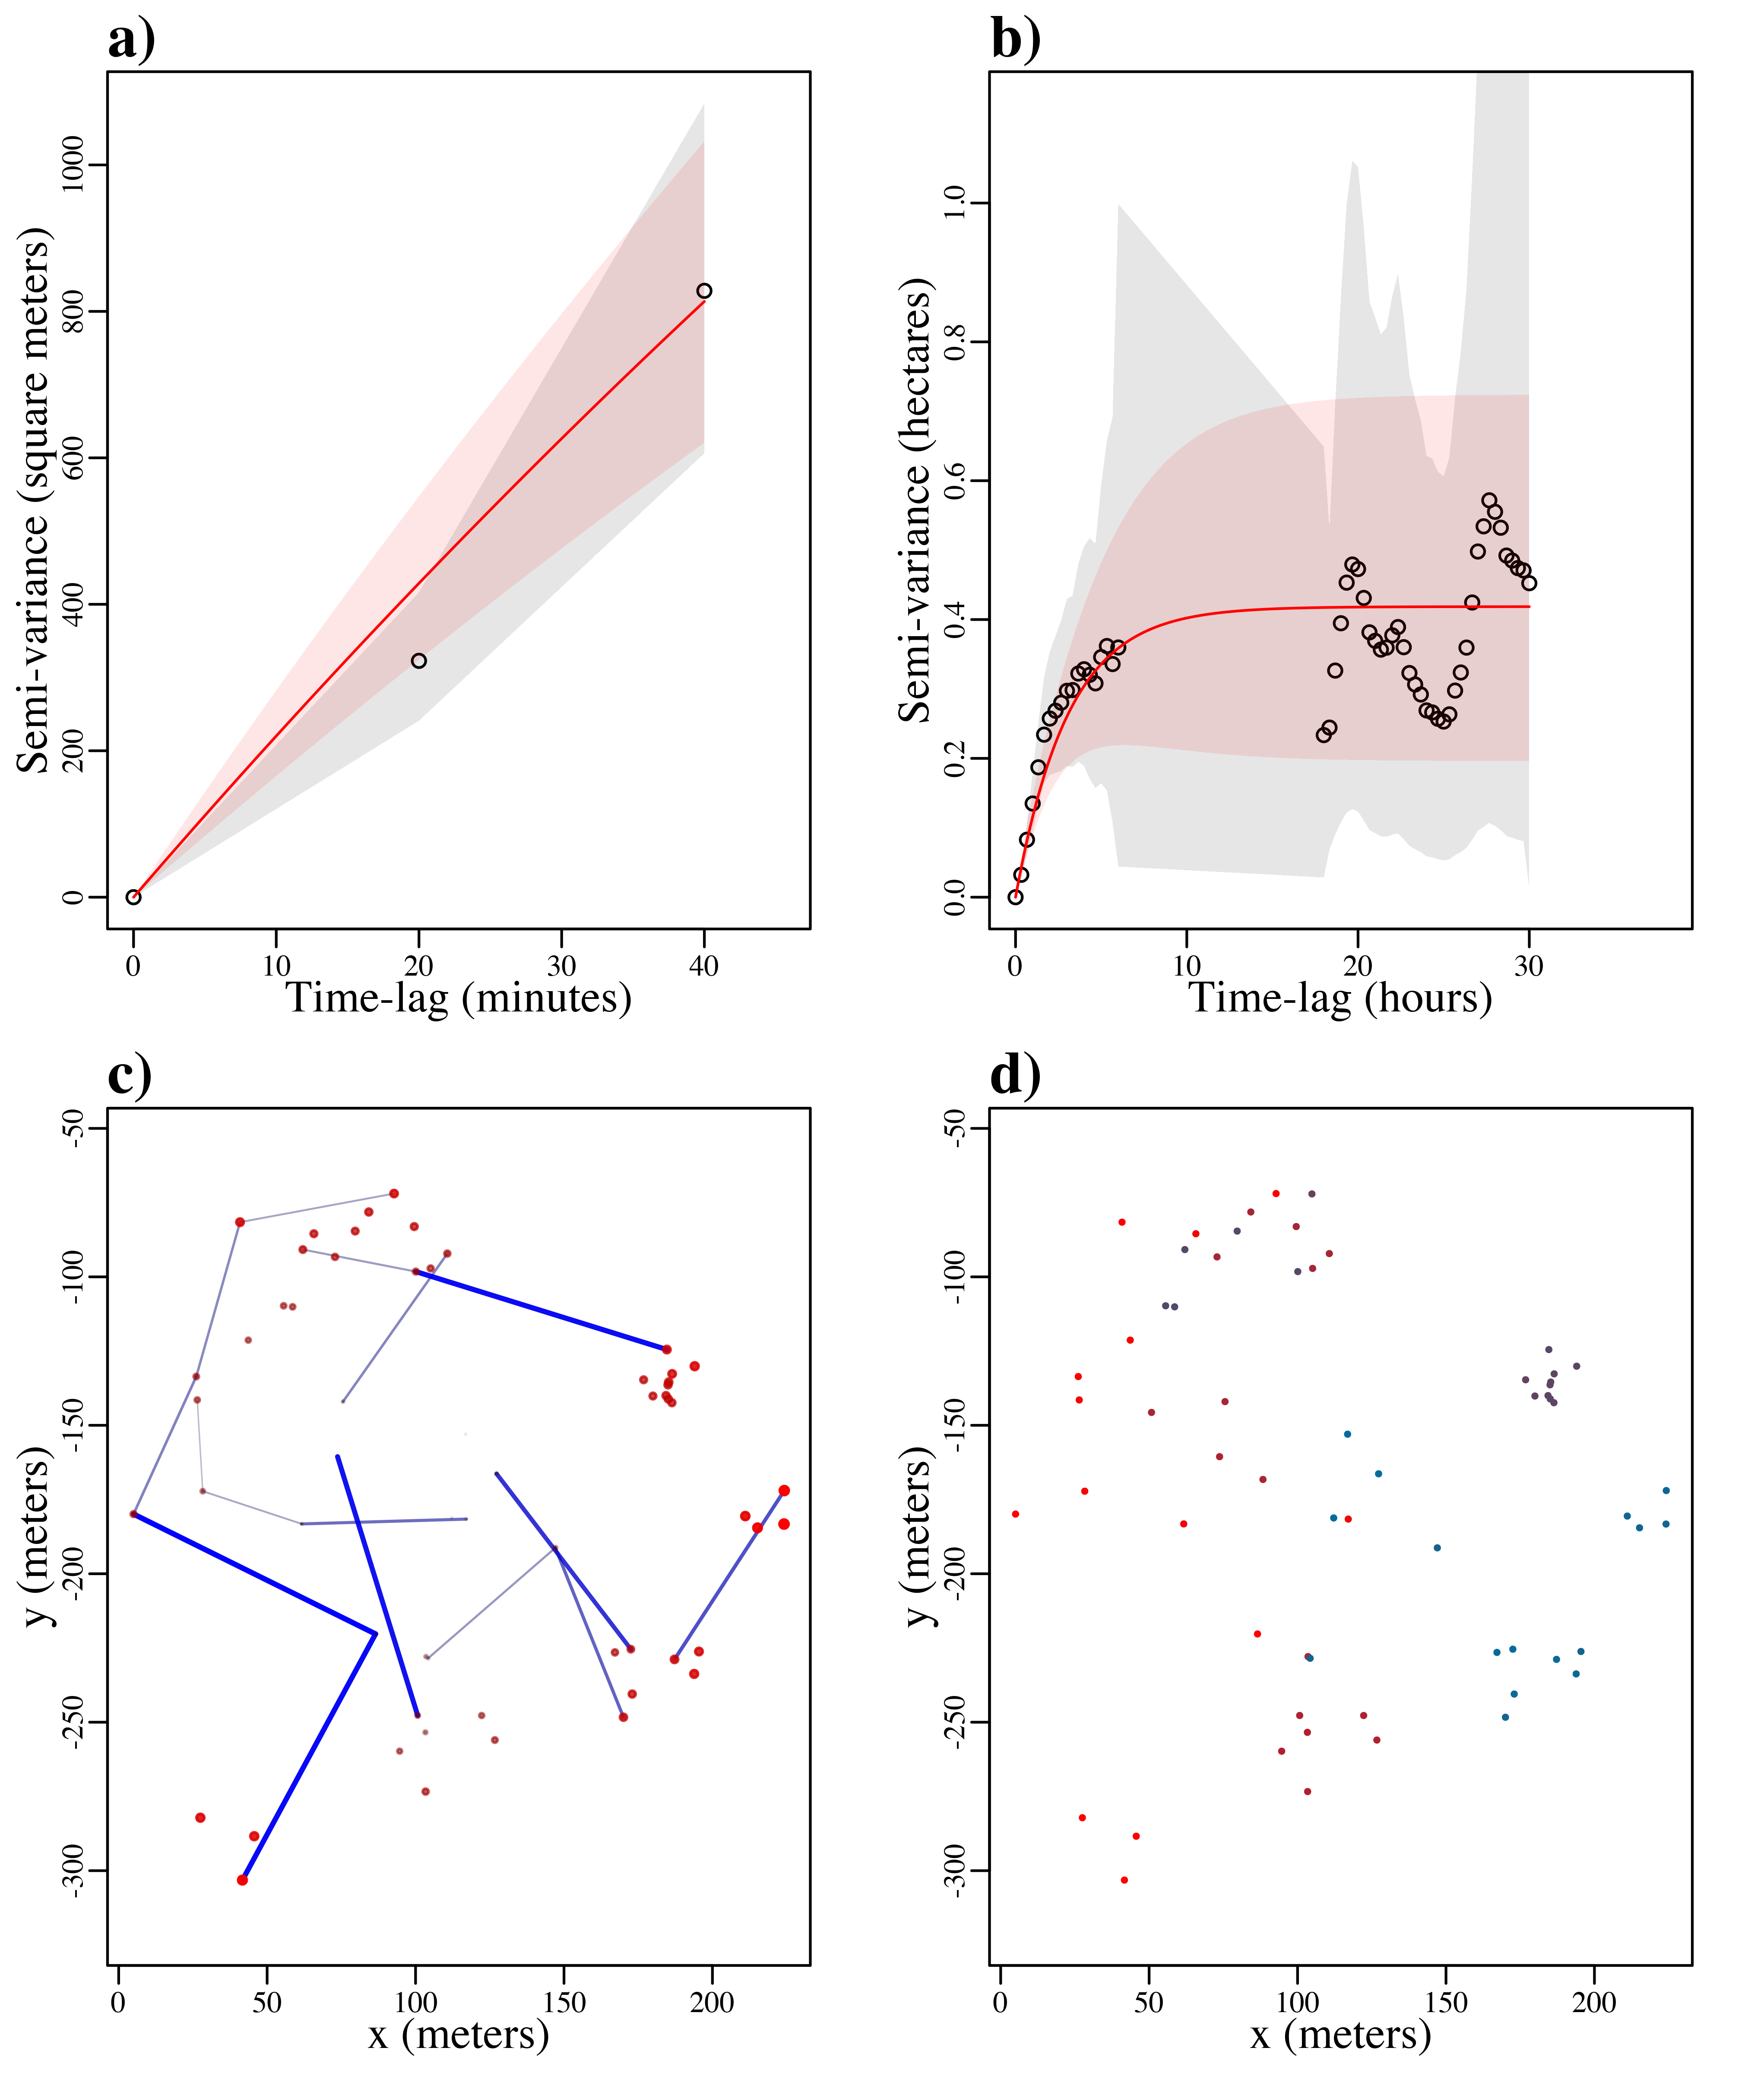 a)
Semi-variance (square meters)
1000
800
600
400
200
0
0 10 20 30 40
Time-lag (minutes)
b)
Semi-variance (hectares)
1.0
0.8
0.6
0.4
0.2
0.0
0 10 20 30
Time-lag (hours)
c)
y (meters)
-50
-100
-150
-200
-250
-300
0 50 100 150 200
x (meters)
d)
y (meters)
-50
-100
-150
-200
-250
-300
0 50 100 150 200
x (meters)